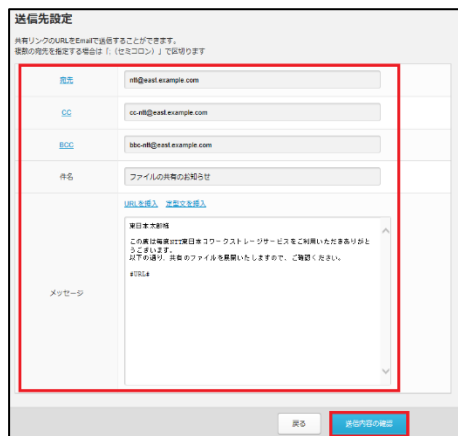 送信先設定
共有リンクのURLをEmailで送信することができます。
複数の宛先を指定する場合は「;（セミコロン）」で区切ります
宛先
ntt@east.example.com
CC
cc-ntt@east.example.com
BCC
bbc-ntt@east.example.com
件名
ファイルの共有のお知らせ
URLを挿入 定型文を挿入
メッセージ
東日本太郎様
この度は毎度NTT東日本コワークストレージサービスをご利用いただきありがと
うございます。
以下の通り、共有のファイルを展開いたしますので、ご確認ください。
#URL#
戻る
送信内容の確認